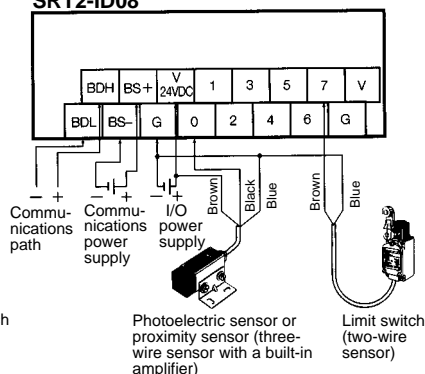 SRT2-ID08
BDH BS+ V 24VDC 1 3 5 7 V
BDL BS– G 0 2 4 6 G
– + – + – +
Commu-
nications
path
Commu-
nications
power
supply
I/O
power
supply
Brown
Black
Blue
Brown
Blue
h
Photoelectric sensor or
proximity sensor (three-
wire sensor with a built-in
amplifier)
Limit switch
(two-wire
sensor)